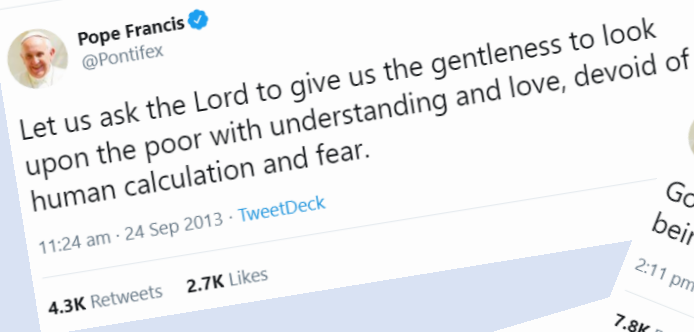 Pope Francis
@Pontifex
Let us ask the Lord to give us the gentleness to look
upon the poor with understanding and love, devoid of
human calculation and fear.
11:24 am · 24 Sep 2013 · TweetDeck
4.3K Retweets 2.7K Likes
2:11 pm
7.8K